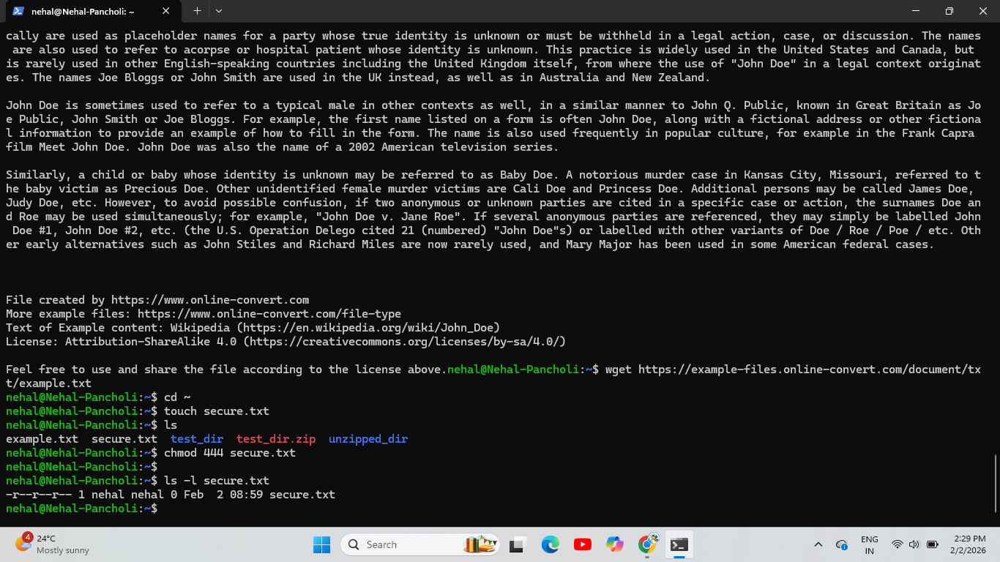 nehal@Nehal-Pancholi: ~
cally are used as placeholder names for a party whose true identity is unknown or must be withheld in a legal action, case, or discussion. The names
 are also used to refer to acorpse or hospital patient whose identity is unknown. This practice is widely used in the United States and Canada, but
is rarely used in other English-speaking countries including the United Kingdom itself, from where the use of "John Doe" in a legal context originat
es. The names Joe Bloggs or John Smith are used in the UK instead, as well as in Australia and New Zealand.
John Doe is sometimes used to refer to a typical male in other contexts as well, in a similar manner to John Q. Public, known in Great Britain as Jo
e Public, John Smith or Joe Bloggs. For example, the first name listed on a form is often John Doe, along with a fictional address or other fictiona
l information to provide an example of how to fill in the form. The name is also used frequently in popular culture, for example in the Frank Capra
film Meet John Doe. John Doe was also the name of a 2002 American television series.
Similarly, a child or baby whose identity is unknown may be referred to as Baby Doe. A notorious murder case in Kansas City, Missouri, referred to t
he baby victim as Precious Doe. Other unidentified female murder victims are Cali Doe and Princess Doe. Additional persons may be called James Doe,
Judy Doe, etc. However, to avoid possible confusion, if two anonymous or unknown parties are cited in a specific case or action, the surnames Doe an
d Roe may be used simultaneously; for example, "John Doe v. Jane Roe". If several anonymous parties are referenced, they may simply be labelled John
 Doe #1, John Doe #2, etc. (the U.S. Operation Delego cited 21 (numbered) "John Doe"s) or labelled with other variants of Doe / Roe / Poe / etc. Oth
er early alternatives such as John Stiles and Richard Miles are now rarely used, and Mary Major has been used in some American federal cases.
File created by https://www.online-convert.com
More example files: https://www.online-convert.com/file-type
Text of Example content: Wikipedia (https://en.wikipedia.org/wiki/John_Doe)
License: Attribution-ShareAlike 4.0 (https://creativecommons.org/licenses/by-sa/4.0/)
Feel free to use and share the file according to the license above.nehal@Nehal-Pancholi:~$ wget https://example-files.online-convert.com/document/tx
t/example.txt
nehal@Nehal-Pancholi:~$ cd ~
nehal@Nehal-Pancholi:~$ touch secure.txt
nehal@Nehal-Pancholi:~$ ls
example.txt  secure.txt  test_dir  test_dir.zip  unzipped_dir
nehal@Nehal-Pancholi:~$ chmod 444 secure.txt
nehal@Nehal-Pancholi:~$
nehal@Nehal-Pancholi:~$ ls -l secure.txt
-r--r--r-- 1 nehal nehal 0 Feb  2 08:59 secure.txt
nehal@Nehal-Pancholi:~$
4
24°C
Mostly sunny
Search
ENG
IN
2:29 PM
2/2/2026